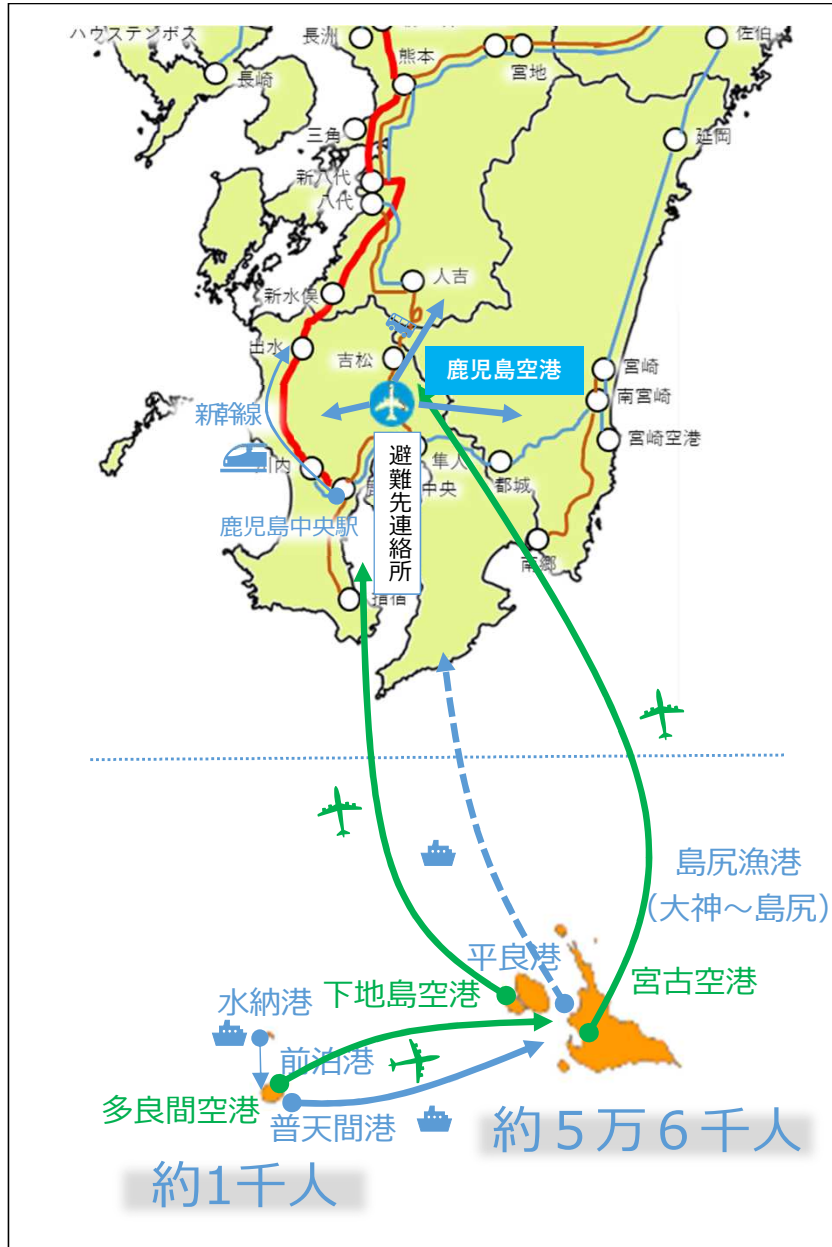 ハウステンボス
長洲
佐伯
熊本
宮地
長崎
三角
延岡
新八代
八代
人吉
新水俣
出水
吉松
鹿児島空港
宮崎
南宮崎
新幹線
宮崎空港
川内
隼人
都城
中央
避難先連絡所
鹿児島中央駅
南郷
指宿
島尻漁港
(大神～島尻)
平良港
下地島空港
宮古空港
水納港
前泊港
多良間空港
普天間港
約５万６千人
約1千人